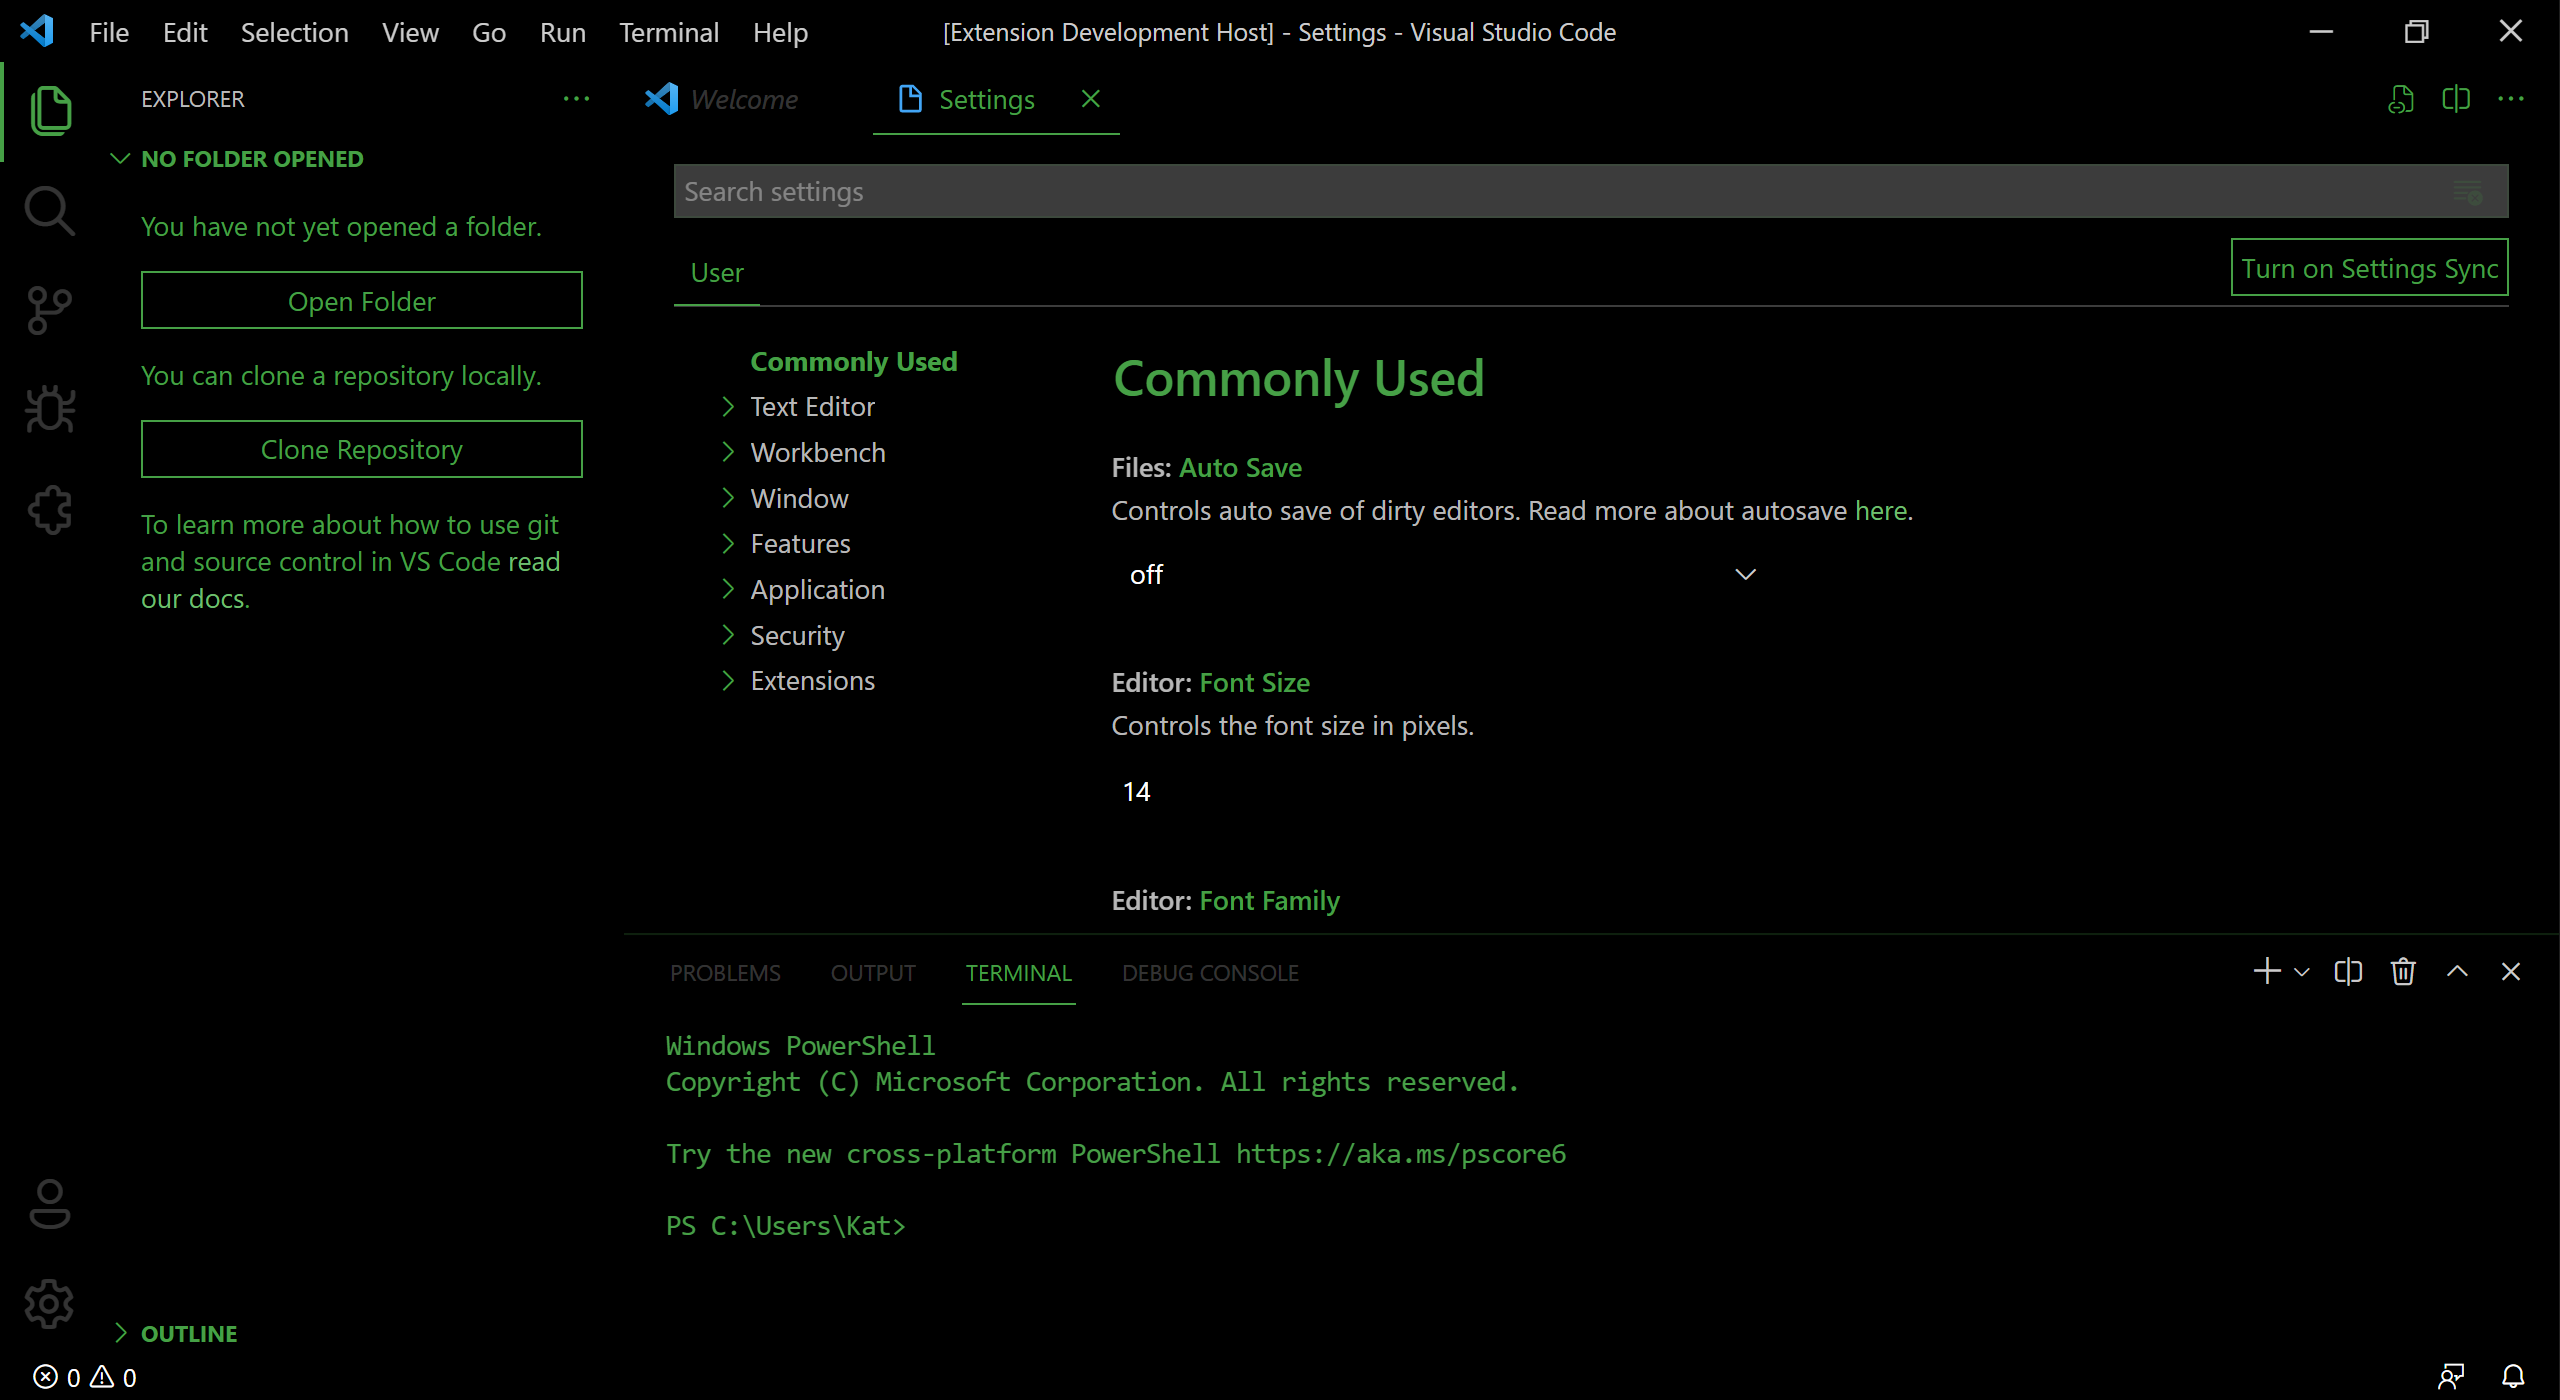 File Edit Selection View Go Run Terminal Help
[Extension Development Host] - Settings - Visual Studio Code
EXPLORER
NO FOLDER OPENED
You have not yet opened a folder.
Open Folder
You can clone a repository locally.
Clone Repository
To learn more about how to use git
and source control in VS Code read
our docs.
OUTLINE
Welcome
Settings
Search settings
User
Turn on Settings Sync
Commonly Used
Text Editor
Workbench
Window
Features
Application
Security
Extensions
Commonly Used
Files: Auto Save
Controls auto save of dirty editors. Read more about autosave here.
off
Editor: Font Size
Controls the font size in pixels.
14
Editor: Font Family
PROBLEMS OUTPUT TERMINAL DEBUG CONSOLE
Windows PowerShell
Copyright (C) Microsoft Corporation. All rights reserved.
Try the new cross-platform PowerShell https://aka.ms/pscore6
PS C:\Users\Kat>
0 0